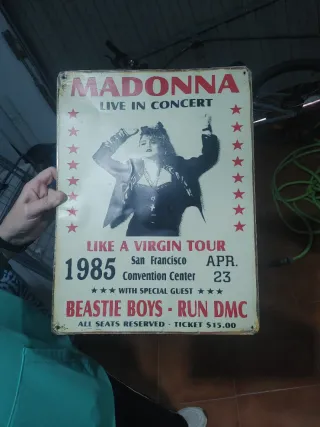 MADONNA
LIVE IN CONCERT
LIKE A VIRGIN TOUR
1985 San Francisco Convention Center APR. 23
★★★ WITH SPECIAL GUEST ★★★
BEASTIE BOYS - RUN DMC
ALL SEATS RESERVED - TICKET $15.00